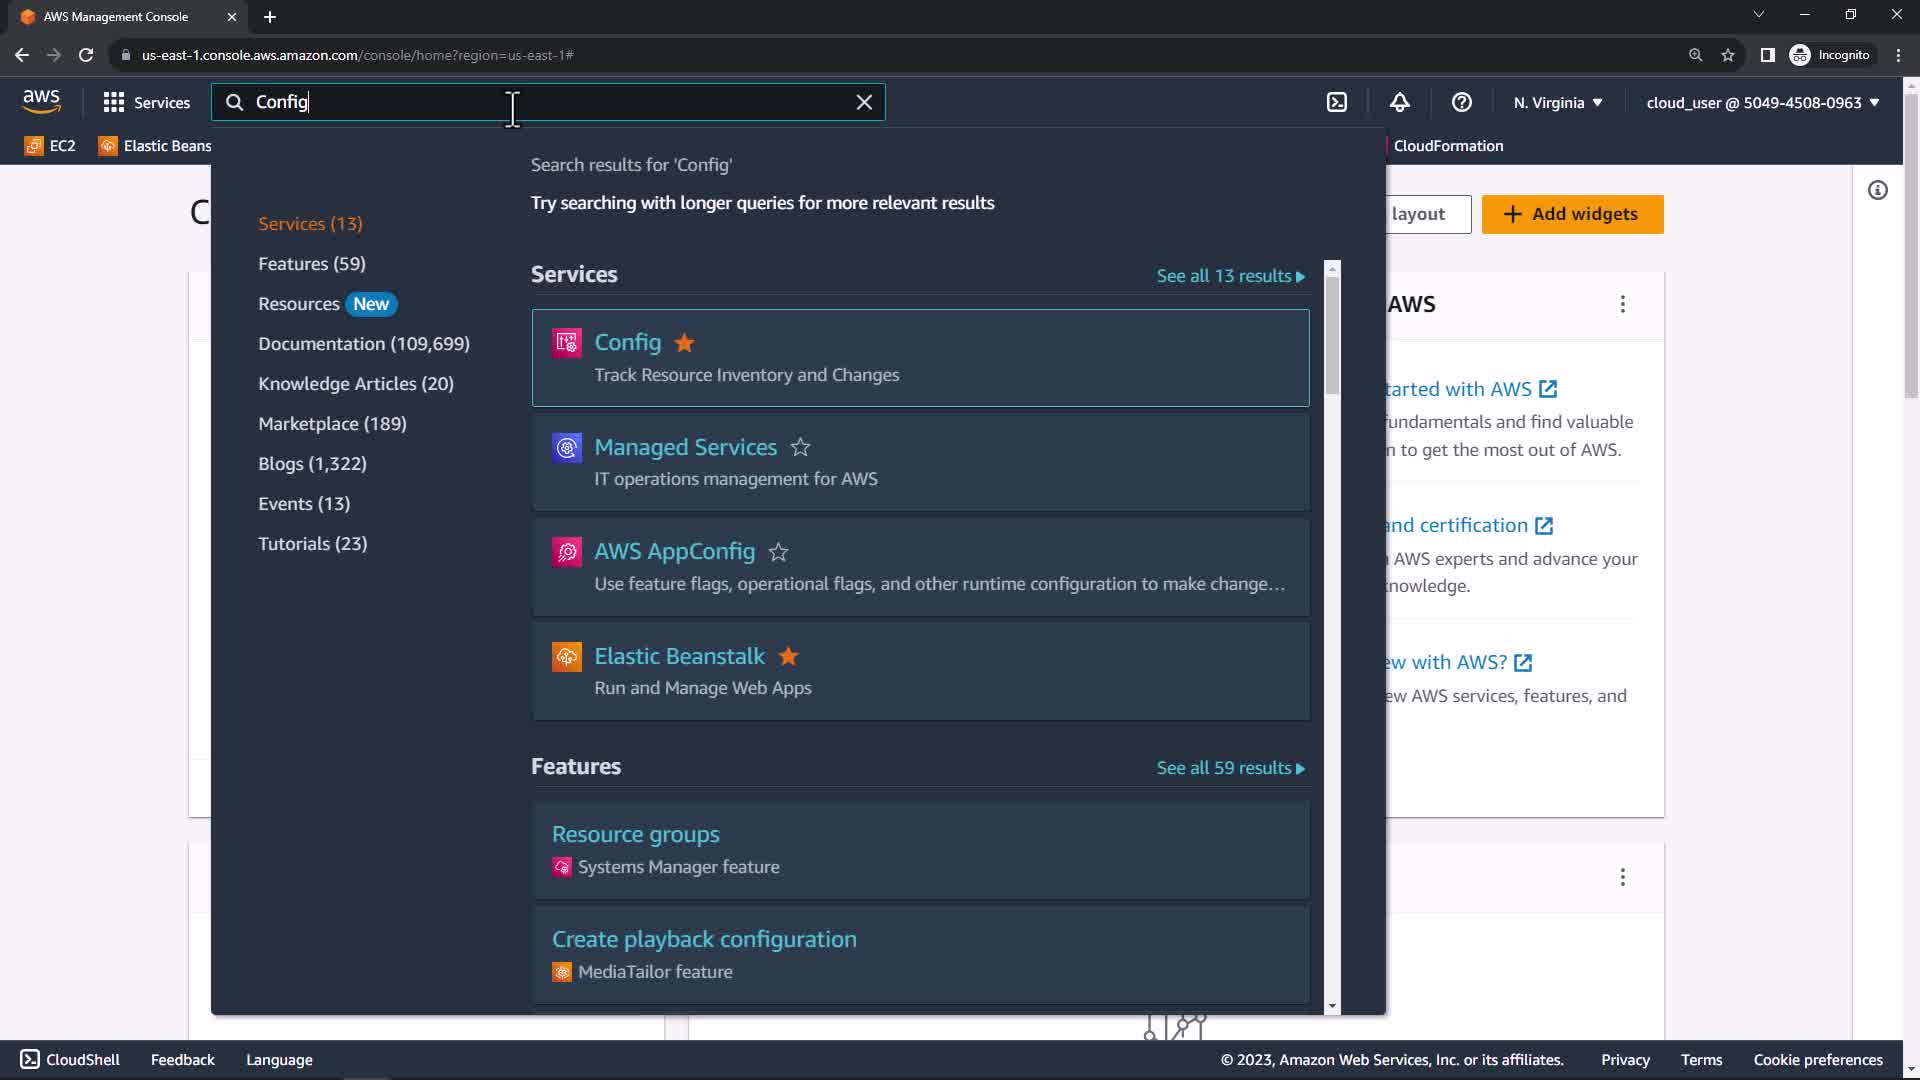 AWS Management Console
us-east-1.console.aws.amazon.com/console/home?region=us-east-1#
Incognito
aws
Services
Config
N. Virginia
cloud_user @ 5049-4508-0963
EC2
Elastic Beans
CloudFormation
Search results for 'Config'
Try searching with longer queries for more relevant results
C
layout
Add widgets
Services (13)
Features (59)
Resources New
Documentation (109,699)
Knowledge Articles (20)
Marketplace (189)
Blogs (1,322)
Events (13)
Tutorials (23)
Services
See all 13 results
Config
Track Resource Inventory and Changes
Managed Services
IT operations management for AWS
AWS AppConfig
Use feature flags, operational flags, and other runtime configuration to make change...
Elastic Beanstalk
Run and Manage Web Apps
Features
See all 59 results
Resource groups
Systems Manager feature
Create playback configuration
MediaTailor feature
AWS
tarted with AWS
fundamentals and find valuable
n to get the most out of AWS.
and certification
AWS experts and advance your
nowledge.
ew with AWS?
ew AWS services, features, and
CloudShell
Feedback
Language
© 2023, Amazon Web Services, Inc. or its affiliates.
Privacy
Terms
Cookie preferences